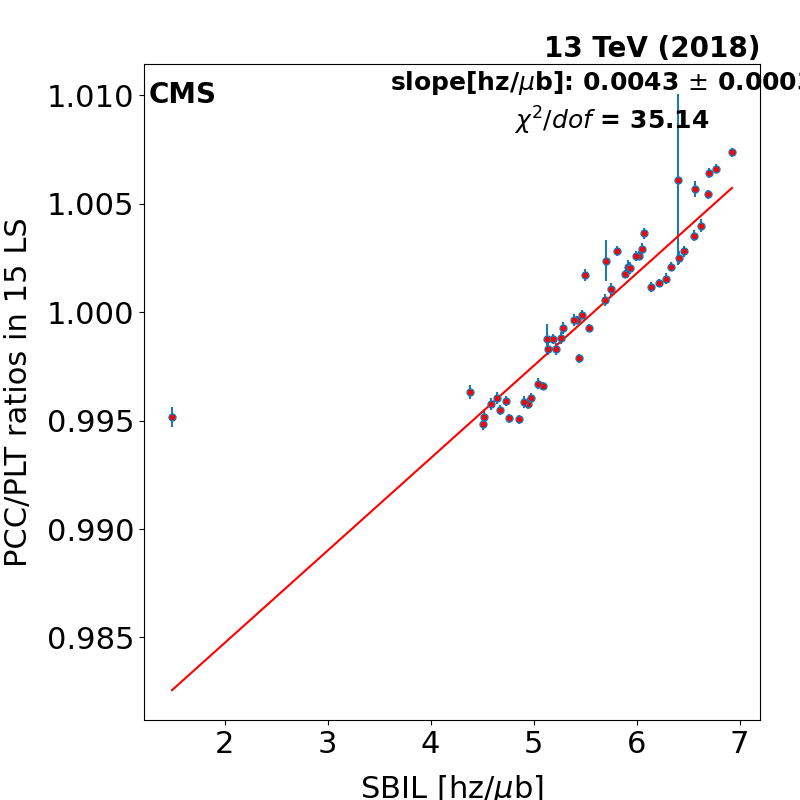 13 TeV (2018)
CMS
slope[hz/μb]: 0.0043 ± 0.0003
χ²/dof = 35.14
1.010
1.005
1.000
0.995
0.990
0.985
PCC/PLT ratios in 15 LS
2 3 4 5 6 7
SBIL [hz/μb]